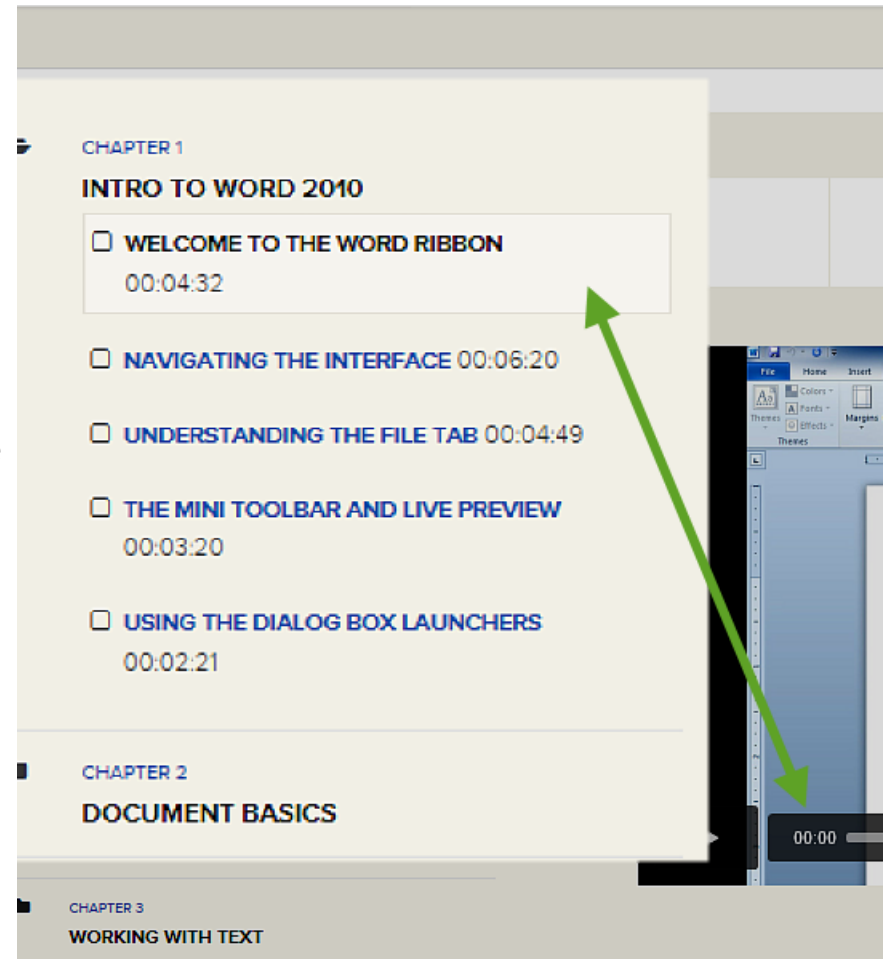 CHAPTER 1
INTRO TO WORD 2010
WELCOME TO THE WORD RIBBON
00:04:32
NAVIGATING THE INTERFACE 00:06:20
UNDERSTANDING THE FILE TAB 00:04:49
THE MINI TOOLBAR AND LIVE PREVIEW
00:03:20
USING THE DIALOG BOX LAUNCHERS
00:02:21
CHAPTER 2
DOCUMENT BASICS
CHAPTER 3
WORKING WITH TEXT
File Home Insert
Aa
Colors
Fonts
Effects
Themes
Margins
Themes
00:00